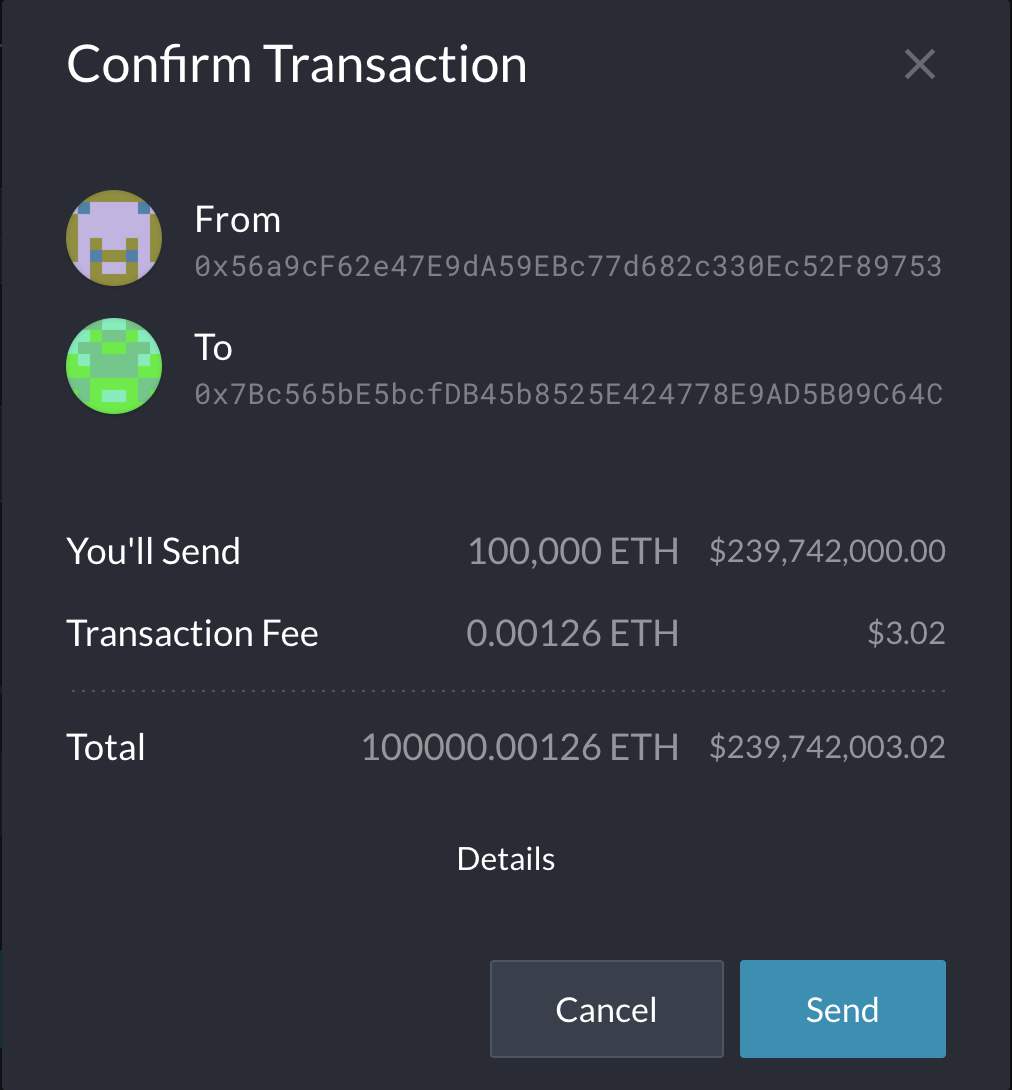 Confirm Transaction
From
0x56a9cF62e47E9dA59EBc77d682c330Ec52F89753
To
0x7Bc565bE5bcfDB45b8525E424778E9AD5B09C64C
You'll Send 100,000 ETH $239,742,000.00
Transaction Fee 0.00126 ETH $3.02
Total 100000.00126 ETH $239,742,003.02
Details
Cancel Send